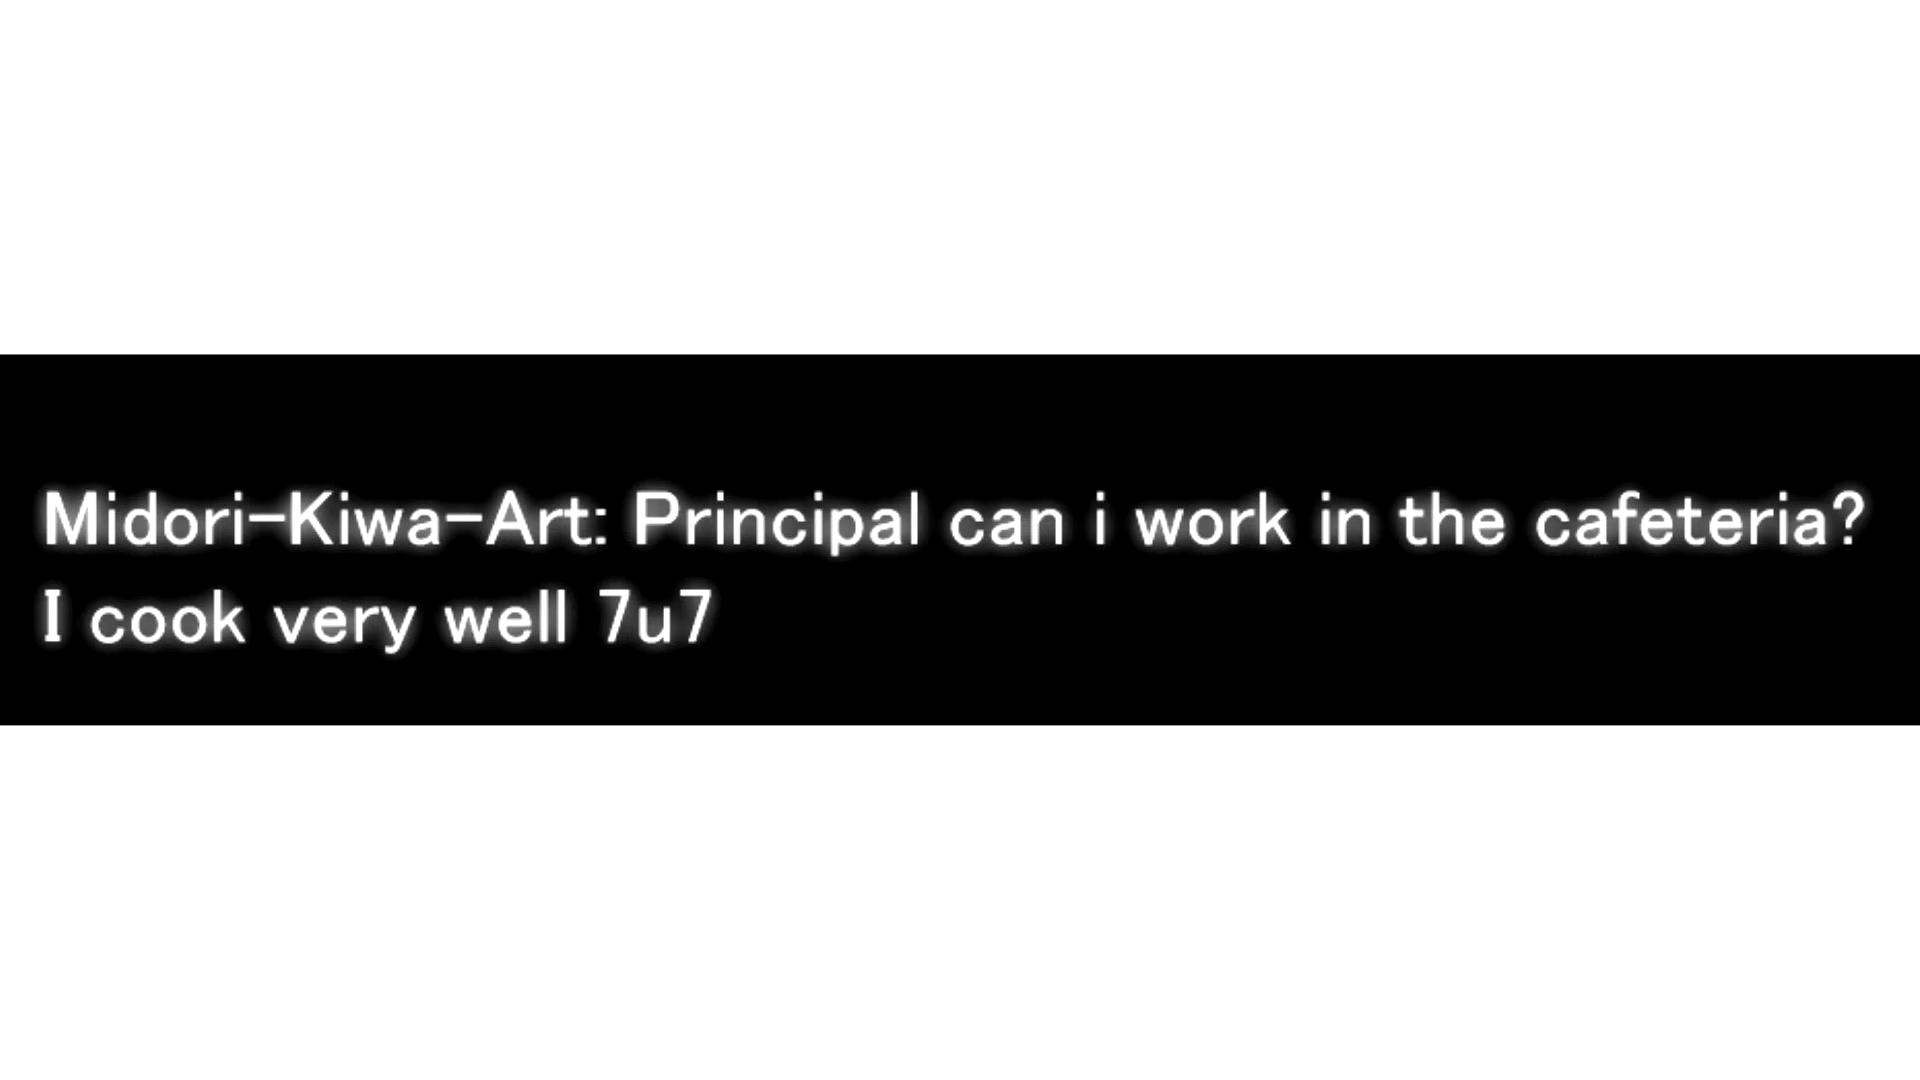 Midori-Kiwa-Art: Principal can i work in the cafeteria?
I cook very well 7u7